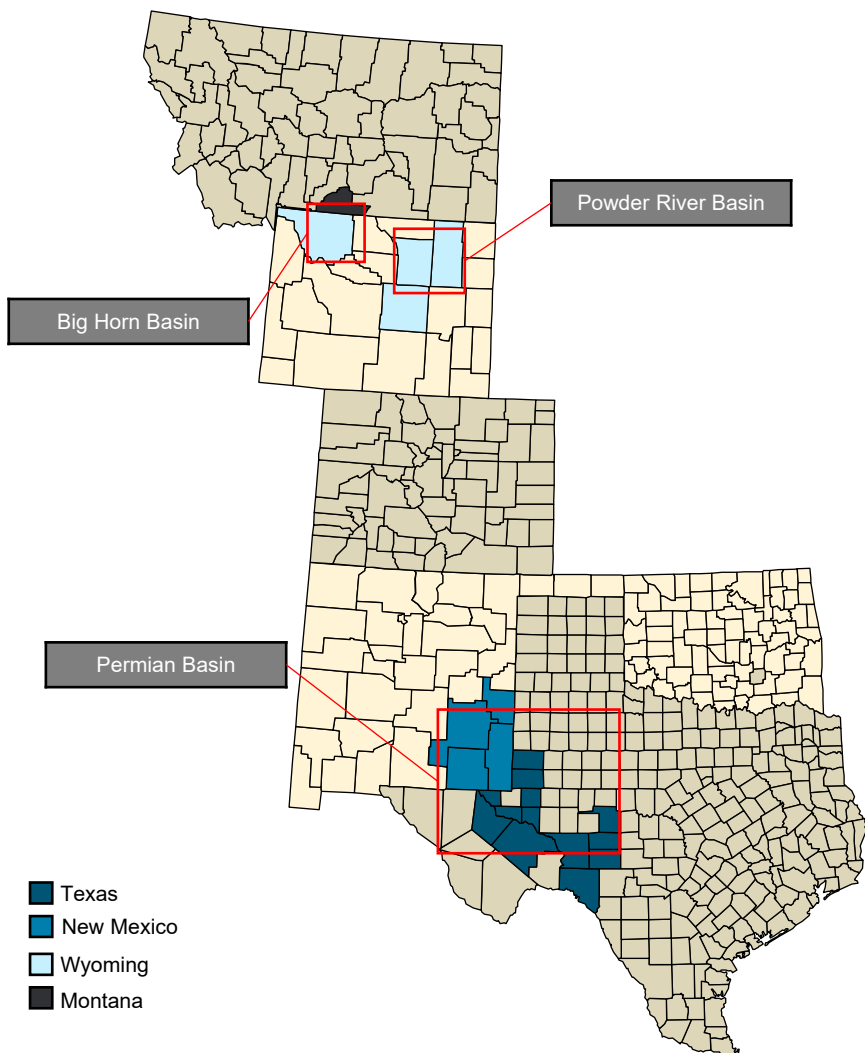 Powder River Basin
Big Horn Basin
Permian Basin
Texas
New Mexico
Wyoming
Montana